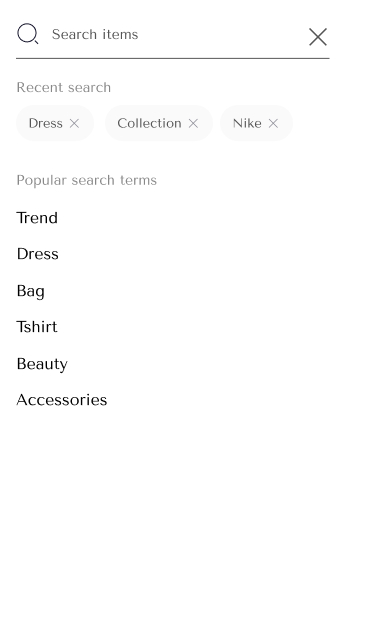 Search items
Recent search
Dress Collection Nike
Popular search terms
Trend
Dress
Bag
Tshirt
Beauty
Accessories